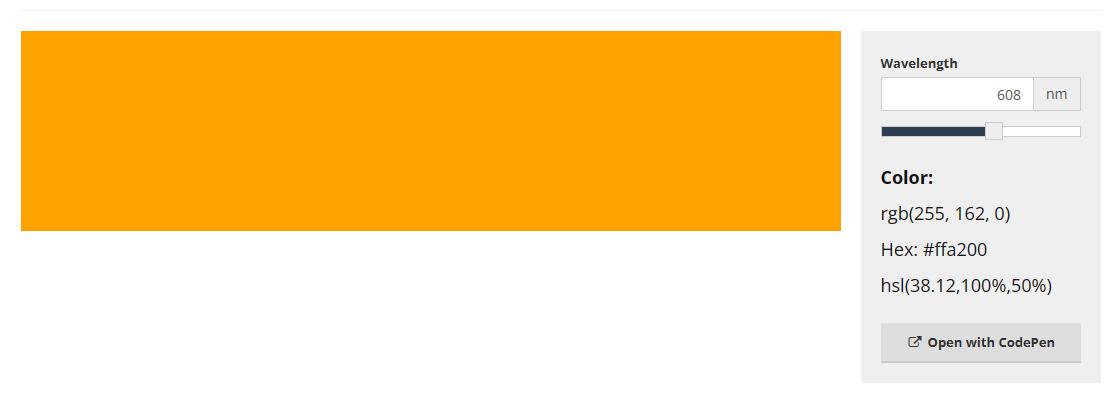 Wavelength
608 nm
Color:
rgb(255, 162, 0)
Hex: #ffa200
hsl(38.12,100%,50%)
Open with CodePen